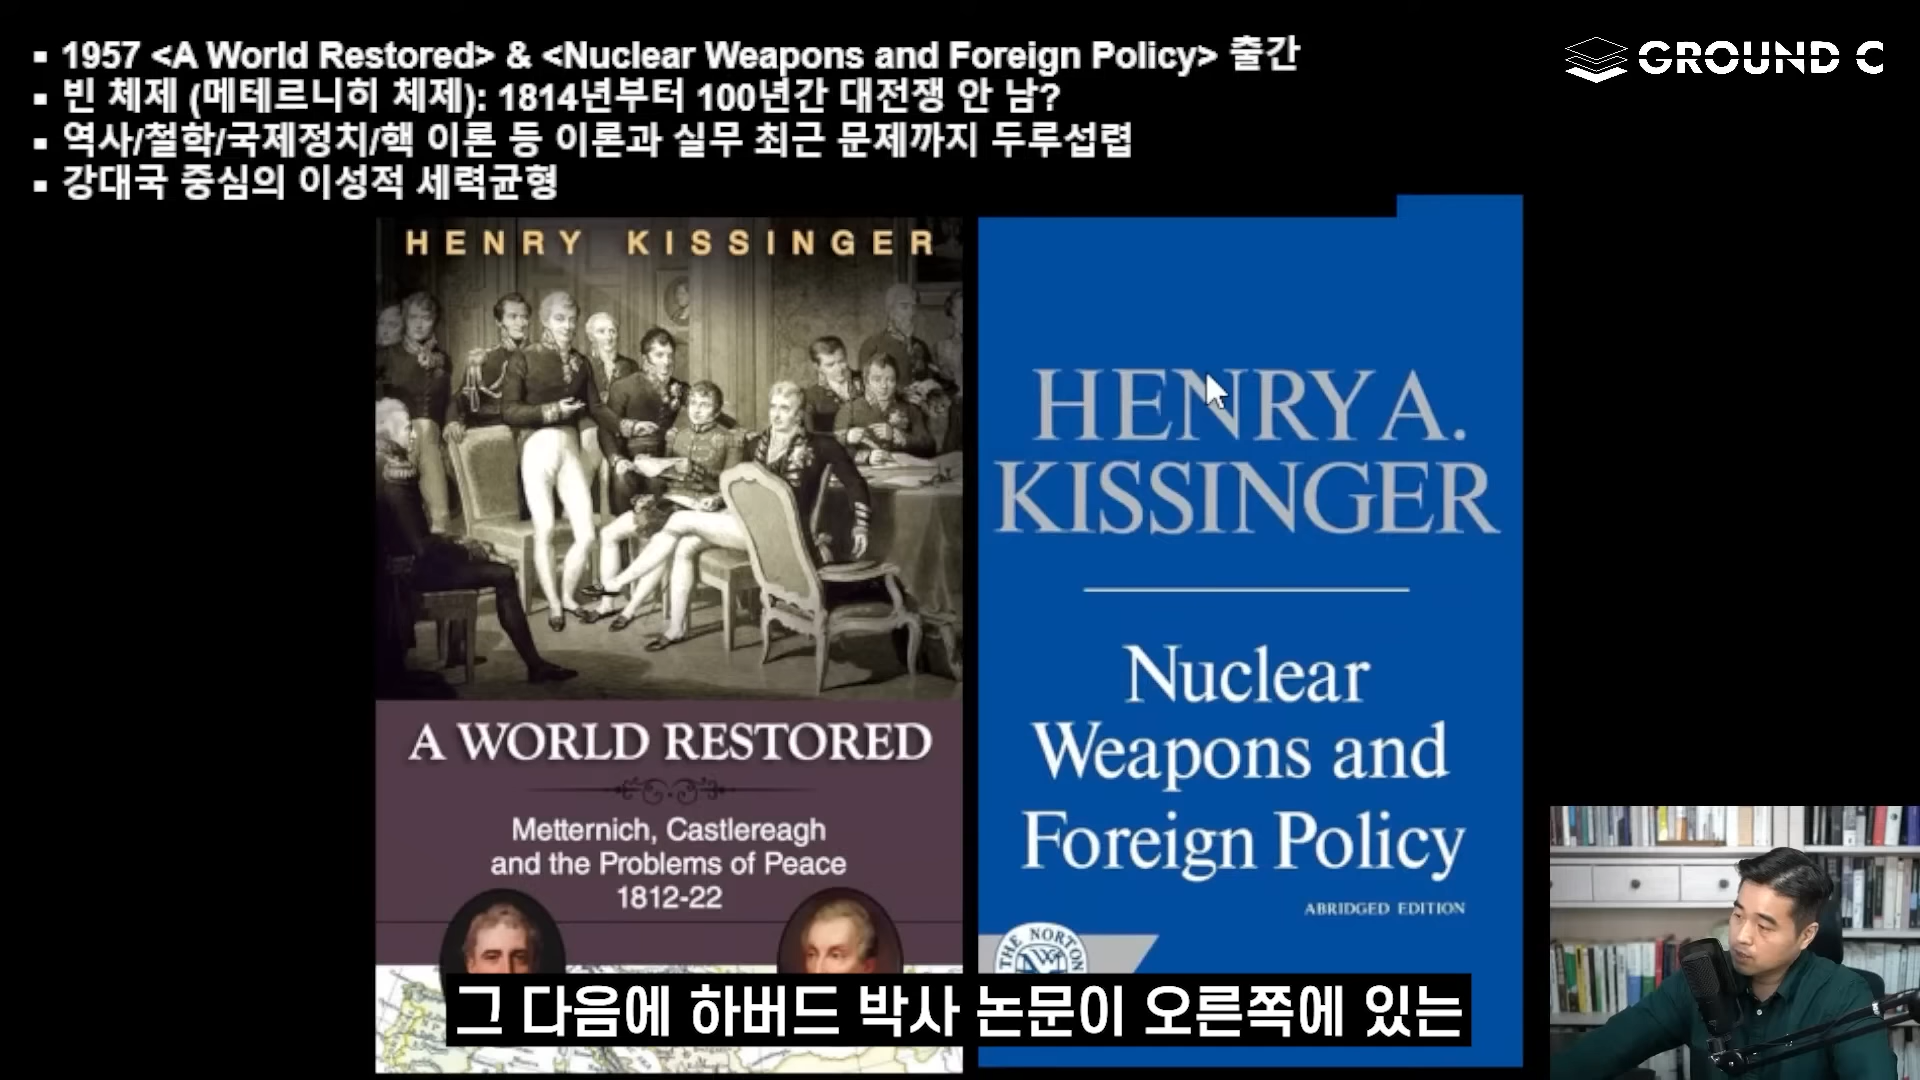 ▪ 1957 <A World Restored> & <Nuclear Weapons and Foreign Policy> 출간
▪ 빈 체제 (메테르니히 체제): 1814년부터 100년간 대전쟁 안 남?
▪ 역사/철학/국제정치/핵 이론 등 이론과 실무 최근 문제까지 두루섭렵
▪ 강대국 중심의 이성적 세력균형
GROUND C
HENRY KISSINGER
A WORLD RESTORED
Metternich, Castlereagh
and the Problems of Peace
1812-22
HENRY A.
KISSINGER
Nuclear
Weapons and
Foreign Policy
ABRIDGED EDITION
THE NORTON
그 다음에 하버드 박사 논문이 오른쪽에 있는